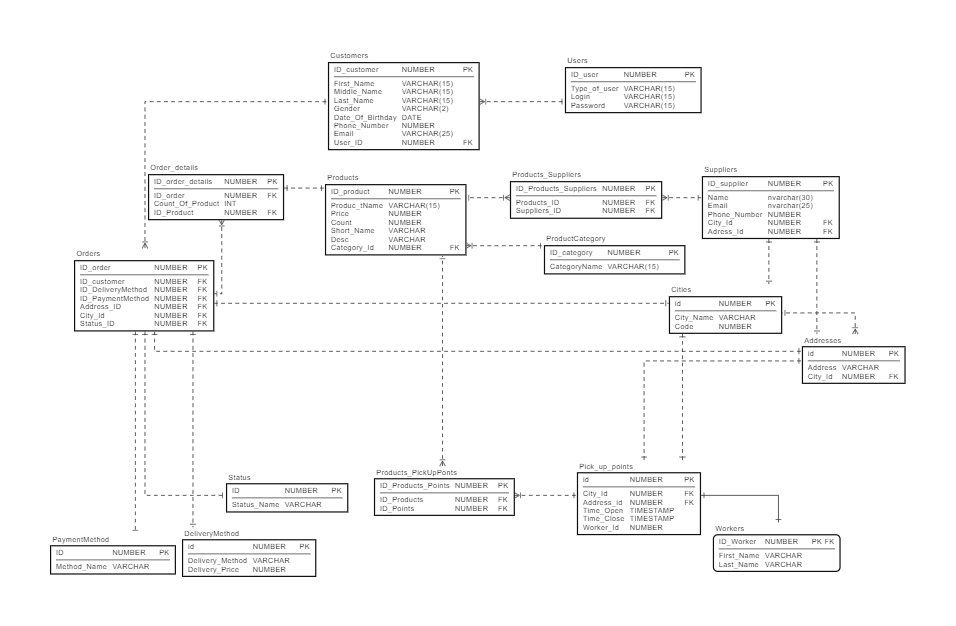 Customers
ID_customer NUMBER PK
First_Name VARCHAR(15)
Middle_Name VARCHAR(15)
Last_Name VARCHAR(15)
Gender VARCHAR(2)
Date_Of_Birthday DATE
Phone_Number NUMBER
Email VARCHAR(25)
User_ID NUMBER FK
Users
ID_user NUMBER PK
Type_of_user VARCHAR(15)
Login VARCHAR(15)
Password VARCHAR(15)
Order_details
ID_order_details NUMBER PK
ID_order NUMBER FK
Count_Of_Product INT
ID_Product NUMBER FK
Products
ID_product NUMBER PK
Produc_tName VARCHAR(15)
Price NUMBER
Count NUMBER
Short_Name VARCHAR
Desc VARCHAR
Category_Id NUMBER FK
Products_Suppliers
ID_Products_Suppliers NUMBER PK
Products_ID NUMBER FK
Suppliers_ID NUMBER FK
Suppliers
ID_supplier NUMBER PK
Name nvarchar(30)
Email nvarchar(25)
Phone_Number NUMBER
City_Id NUMBER FK
Adress_Id NUMBER FK
ProductCategory
ID_category NUMBER PK
CategoryName VARCHAR(15)
Orders
ID_order NUMBER PK
ID_customer NUMBER FK
ID_DeliveryMethod NUMBER FK
ID_PaymentMethod NUMBER FK
Address_ID NUMBER FK
City_Id NUMBER FK
Status_ID NUMBER FK
Cities
id NUMBER PK
City_Name VARCHAR
Code NUMBER
Addresses
id NUMBER PK
Address VARCHAR
City_Id NUMBER FK
Status
ID NUMBER PK
Status_Name VARCHAR
Products_PickUpPonts
ID_Products_Points NUMBER PK
ID_Products NUMBER FK
ID_Points NUMBER FK
Pick_up_points
id NUMBER PK
City_Id NUMBER FK
Address_id NUMBER FK
Time_Open TIMESTAMP
Time_Close TIMESTAMP
Worker_Id NUMBER
Workers
ID_Worker NUMBER PK FK
First_Name VARCHAR
Last_Name VARCHAR
PaymentMethod
ID NUMBER PK
Method_Name VARCHAR
DeliveryMethod
id NUMBER PK
Delivery_Method VARCHAR
Delivery_Price NUMBER